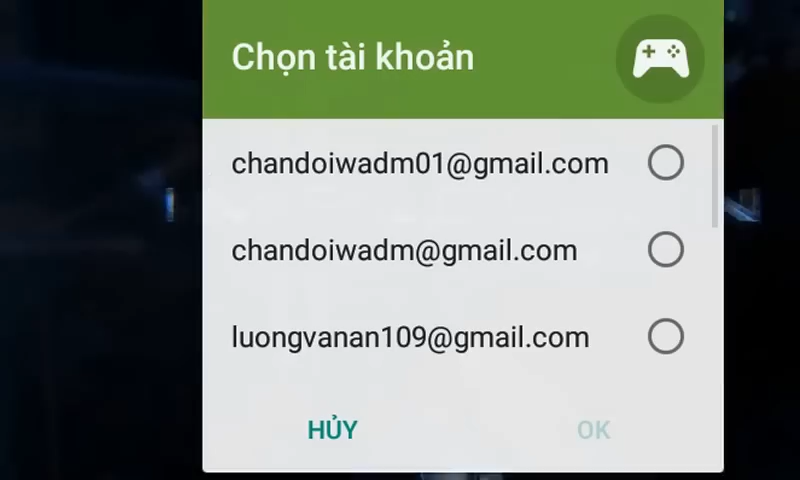 Chọn tài khoản
chandoiwadm01@gmail.com
chandoiwadm@gmail.com
luongvanan109@gmail.com
HỦY OK